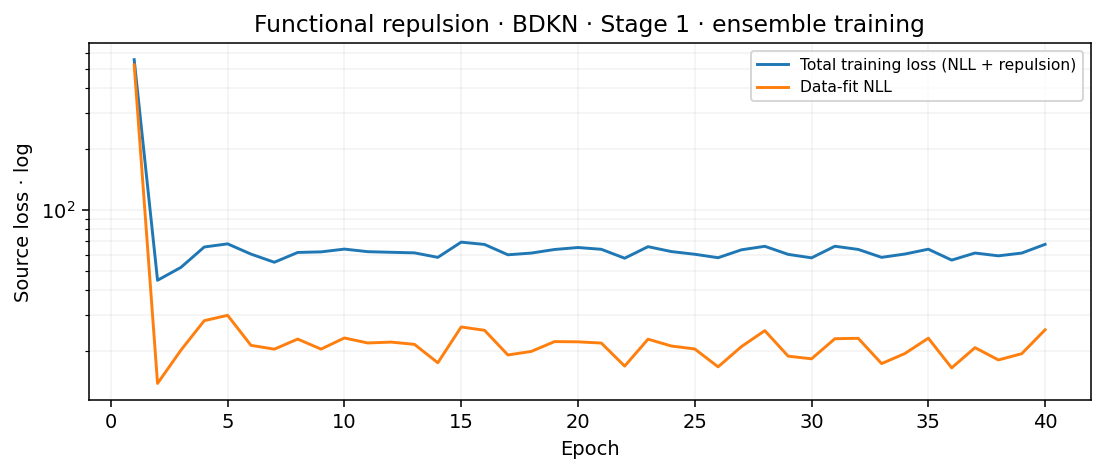 Functional repulsion · BDKN · Stage 1 · ensemble training
Total training loss (NLL + repulsion)
Data-fit NLL
Source loss · log
10²
0 5 10 15 20 25 30 35 40
Epoch